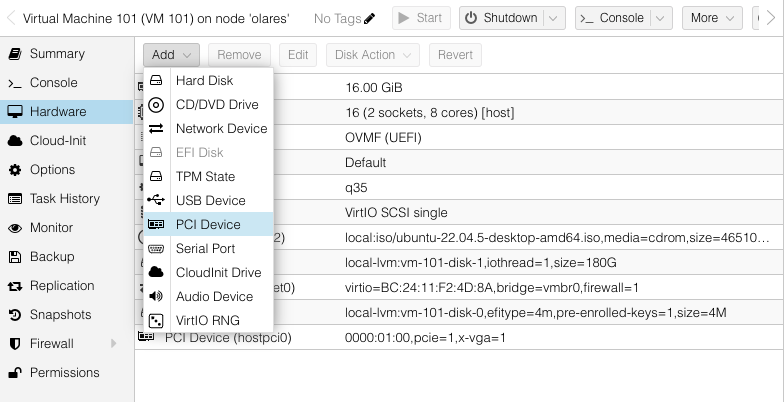 Virtual Machine 101 (VM 101) on node 'olares' No Tags Start Shutdown Console More
Summary
Console
Hardware
Cloud-Init
Options
Task History
Monitor
Backup
Replication
Snapshots
Firewall
Permissions
Add Remove Edit Disk Action Revert
Hard Disk
CD/DVD Drive
Network Device
EFI Disk
TPM State
USB Device
PCI Device
Serial Port
CloudInit Drive
Audio Device
VirtIO RNG
16.00 GiB
16 (2 sockets, 8 cores) [host]
OVMF (UEFI)
Default
q35
VirtIO SCSI single
2) local:iso/ubuntu-22.04.5-desktop-amd64.iso,media=cdrom,size=46510...
local-lvm:vm-101-disk-1,iothread=1,size=180G
et0) virtio=BC:24:11:F2:4D:8A,bridge=vmbr0,firewall=1
local-lvm:vm-101-disk-0,efitype=4m,pre-enrolled-keys=1,size=4M
PCI Device (hostpci0) 0000:01:00,pcie=1,x-vga=1